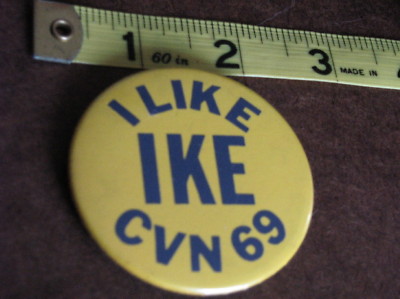 1 60 in 2 3 MADE IN
I LIKE
IKE
CVN 69